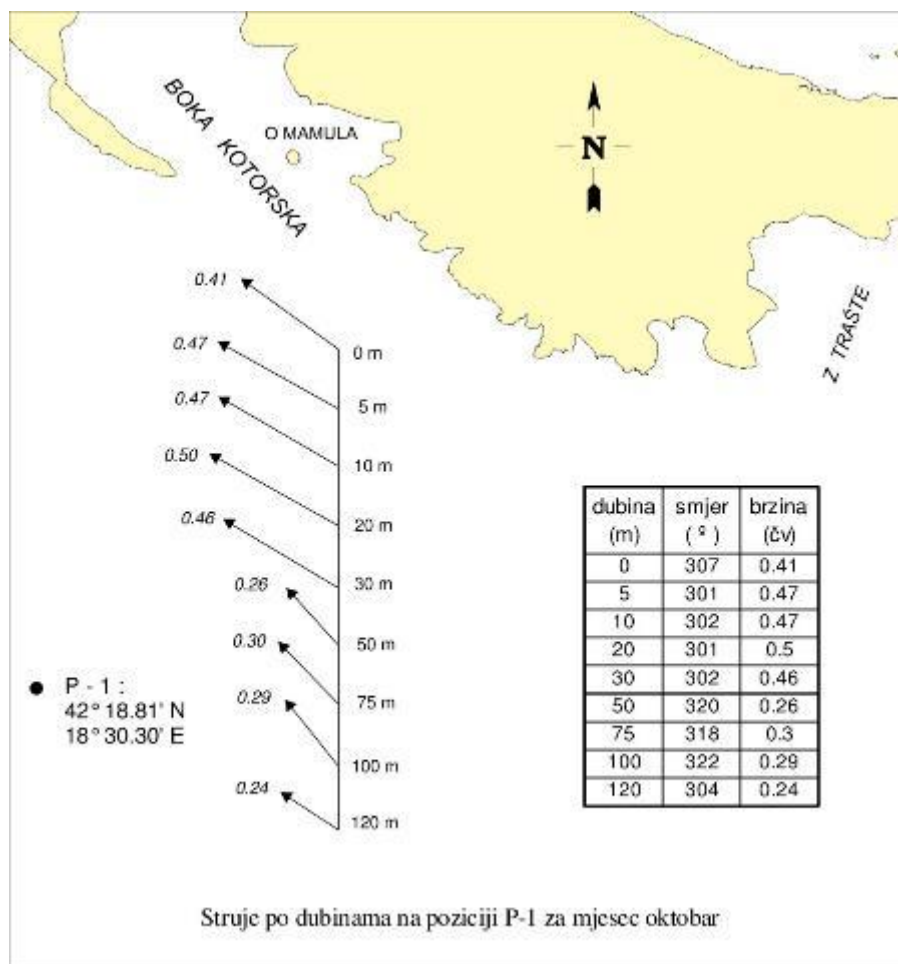 BOKA KOTORSKA
O MAMULA
N
Z TRAŠTE
0.41
0 m
0.47
5 m
0.47
10 m
0.50
20 m
0.46
30 m
0.26
50 m
0.30
75 m
0.29
100 m
0.24
120 m
P - 1 :
42° 18.81' N
18° 30.30' E
dubina smjer brzina
(m) ( º ) (čv)
0 307 0.41
5 301 0.47
10 302 0.47
20 301 0.5
30 302 0.46
50 320 0.26
75 318 0.3
100 322 0.29
120 304 0.24
Struje po dubinama na poziciji P-1 za mjesec oktobar